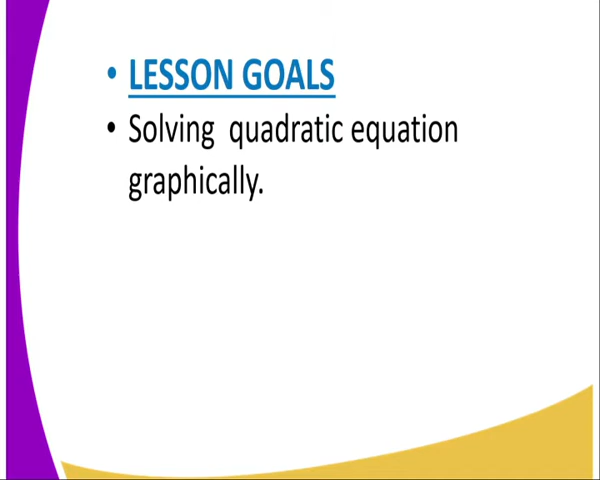 • LESSON GOALS
• Solving quadratic equation
graphically.